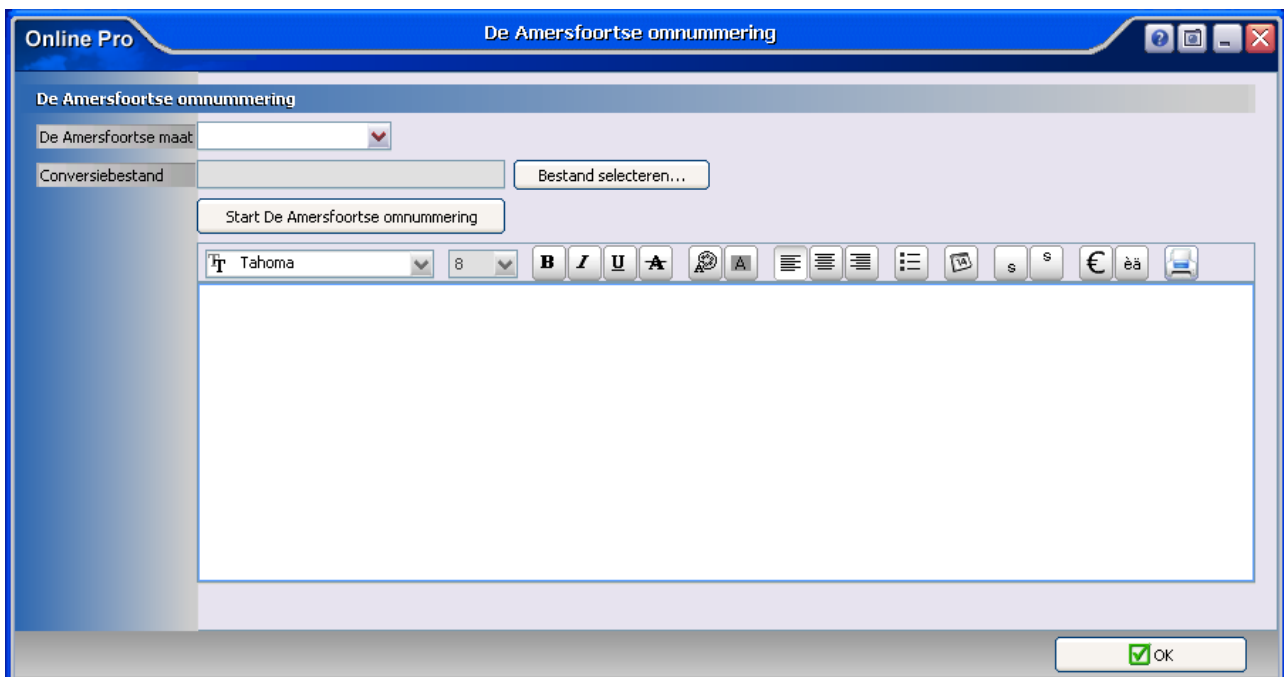 Online Pro
De Amersfoortse omnummering
De Amersfoortse omnummering
De Amersfoortse maat
Conversiebestand
Bestand selecteren...
Start De Amersfoortse omnummering
Tahoma 8 B I U A A A 14 s s € èä
OK